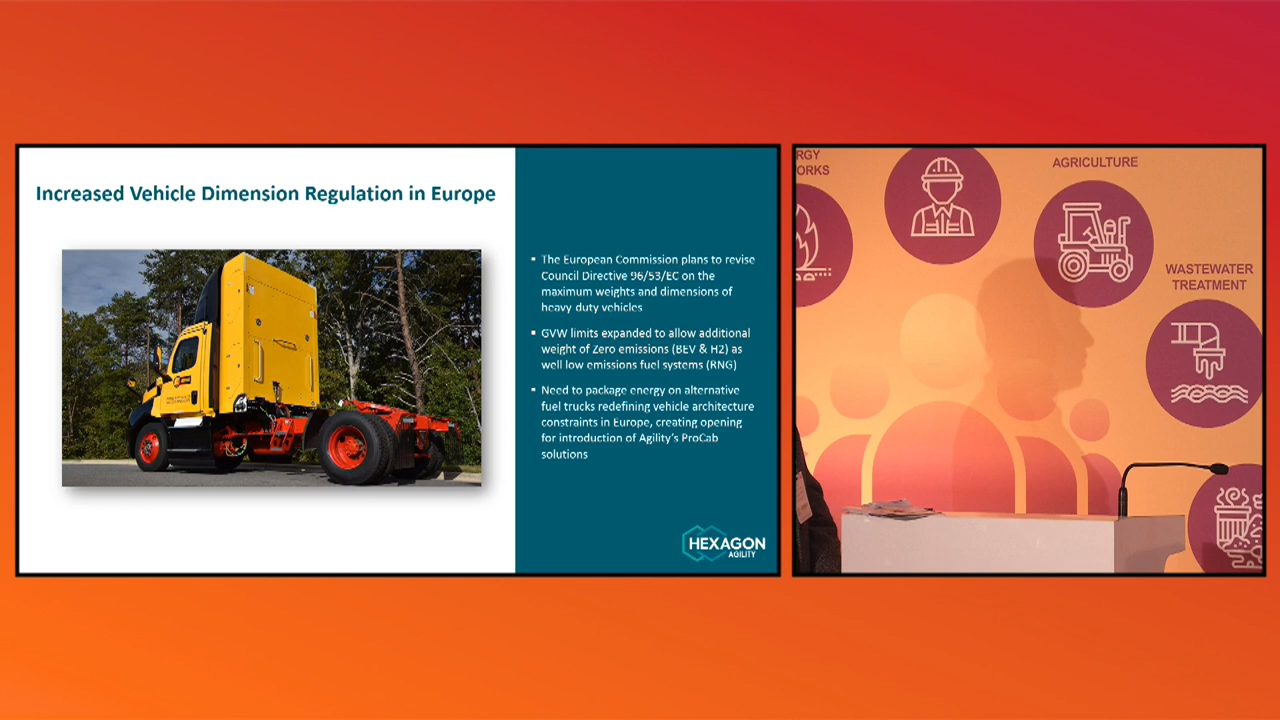 Increased Vehicle Dimension Regulation in Europe
▪ The European Commission plans to revise
Council Directive 96/53/EC on the
maximum weights and dimensions of
heavy duty vehicles
▪ GVW limits expanded to allow additional
weight of Zero emissions (BEV & H2) as
well low emissions fuel systems (RNG)
▪ Need to package energy on alternative
fuel trucks redefining vehicle architecture
constraints in Europe, creating opening
for introduction of Agility's ProCab
solutions
HEXAGON
AGILITY
RGY
ORKS
AGRICULTURE
WASTEWATER
TREATMENT